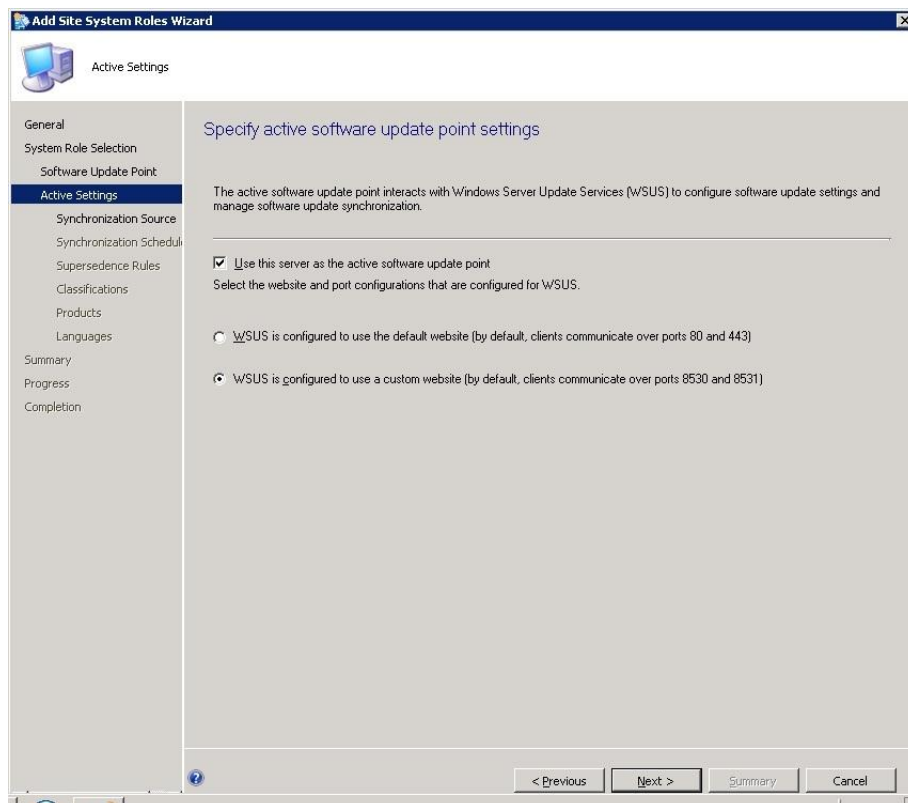 Add Site System Roles Wizard
Active Settings
General
System Role Selection
Software Update Point
Active Settings
Synchronization Source
Synchronization Schedul
Supersedence Rules
Classifications
Products
Languages
Summary
Progress
Completion
Specify active software update point settings
The active software update point interacts with Windows Server Update Services (WSUS) to configure software update settings and
manage software update synchronization.
Use this server as the active software update point
Select the website and port configurations that are configured for WSUS.
WSUS is configured to use the default website (by default, clients communicate over ports 80 and 443)
WSUS is configured to use a custom website (by default, clients communicate over ports 8530 and 8531)
< Previous
Next >
Summary
Cancel